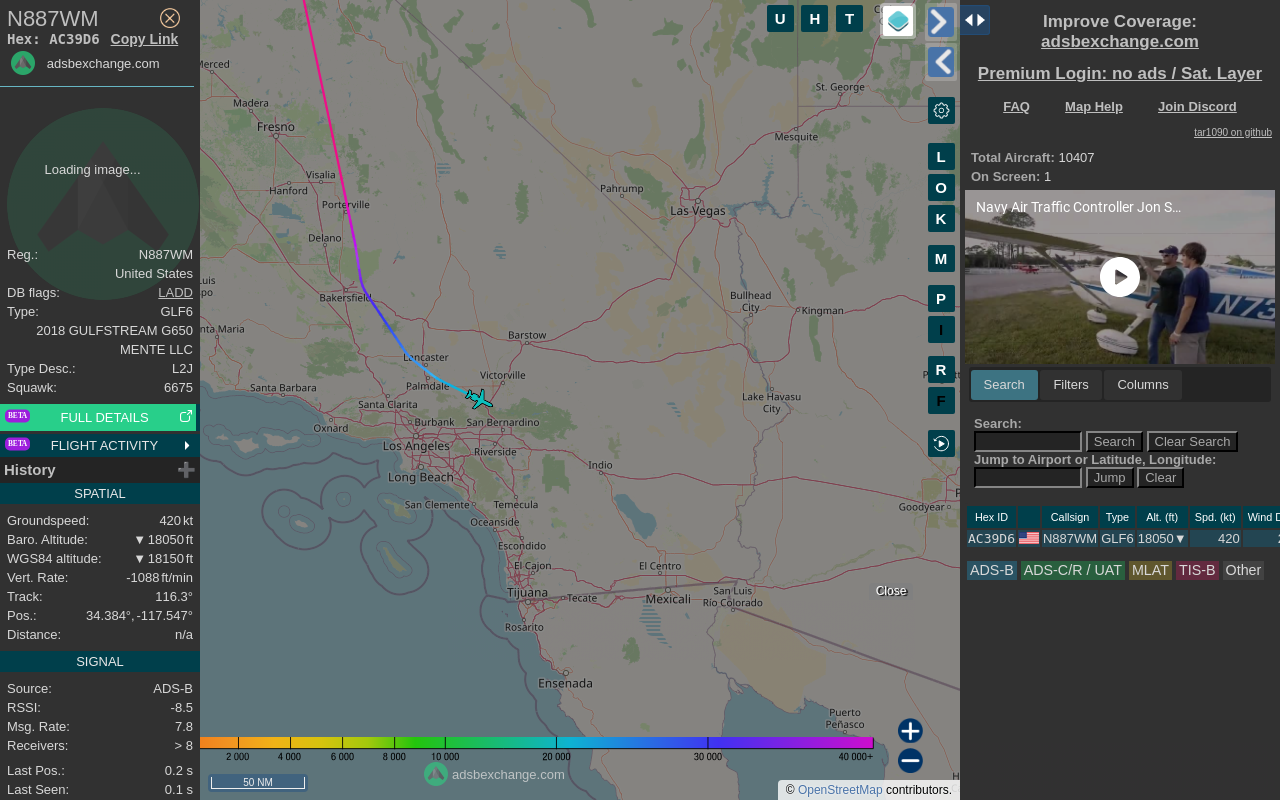 N887WM
Hex: AC39D6 Copy Link
adsbexchange.com
Loading image...
Reg.: N887WM
United States
DB flags: LADD
Type: GLF6
2018 GULFSTREAM G650
MENTE LLC
Type Desc.: L2J
Squawk: 6675
BETA FULL DETAILS
BETA FLIGHT ACTIVITY
History
SPATIAL
Groundspeed: 420 kt
Baro. Altitude: ▼ 18050 ft
WGS84 altitude: ▼ 18150 ft
Vert. Rate: -1088 ft/min
Track: 116.3°
Pos.: 34.384°, -117.547°
Distance: n/a
SIGNAL
Source: ADS-B
RSSI: -8.5
Msg. Rate: 7.8
Receivers: > 8
Last Pos.: 0.2 s
Last Seen: 0.1 s
U H T
Merced
Madera
Fresno
Visalia
Hanford
Porterville
Delano
Bakersfield
St. George
Mesquite
Pahrump
Las Vegas
Bullhead
City
Kingman
Barstow
Lancaster
Palmdale
Victorville
Santa Barbara
Santa Clarita
Oxnard
Burbank
San Bernardino
Los Angeles
Riverside
Long Beach
Indio
Lake Havasu
City
San Clemente
Temecula
Oceanside
Escondido
El Cajon
El Centro
Goodyear
Tijuana
Tecate
Mexicali
San Luis
Río Colorado
Rosarito
Ensenada
Puerto
Peñasco
L
O
K
M
P
I
R
F
Close
2 000 4 000 6 000 8 000 10 000 20 000 30 000 40 000+
adsbexchange.com
50 NM
© OpenStreetMap contributors.
Improve Coverage:
adsbexchange.com
Premium Login: no ads / Sat. Layer
FAQ Map Help Join Discord
tar1090 on github
Total Aircraft: 10407
On Screen: 1
Navy Air Traffic Controller Jon S...
N73
Search Filters Columns
Search:
Search Clear Search
Jump to Airport or Latitude, Longitude:
Jump Clear
Hex ID Callsign Type Alt. (ft) Spd. (kt) Wind D
AC39D6 N887WM GLF6 18050▼ 420
ADS-B ADS-C/R / UAT MLAT TIS-B Other